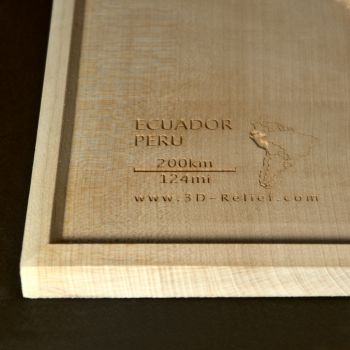 ECUADOR
PERU
200km
124mi
www.3D-Relief.com